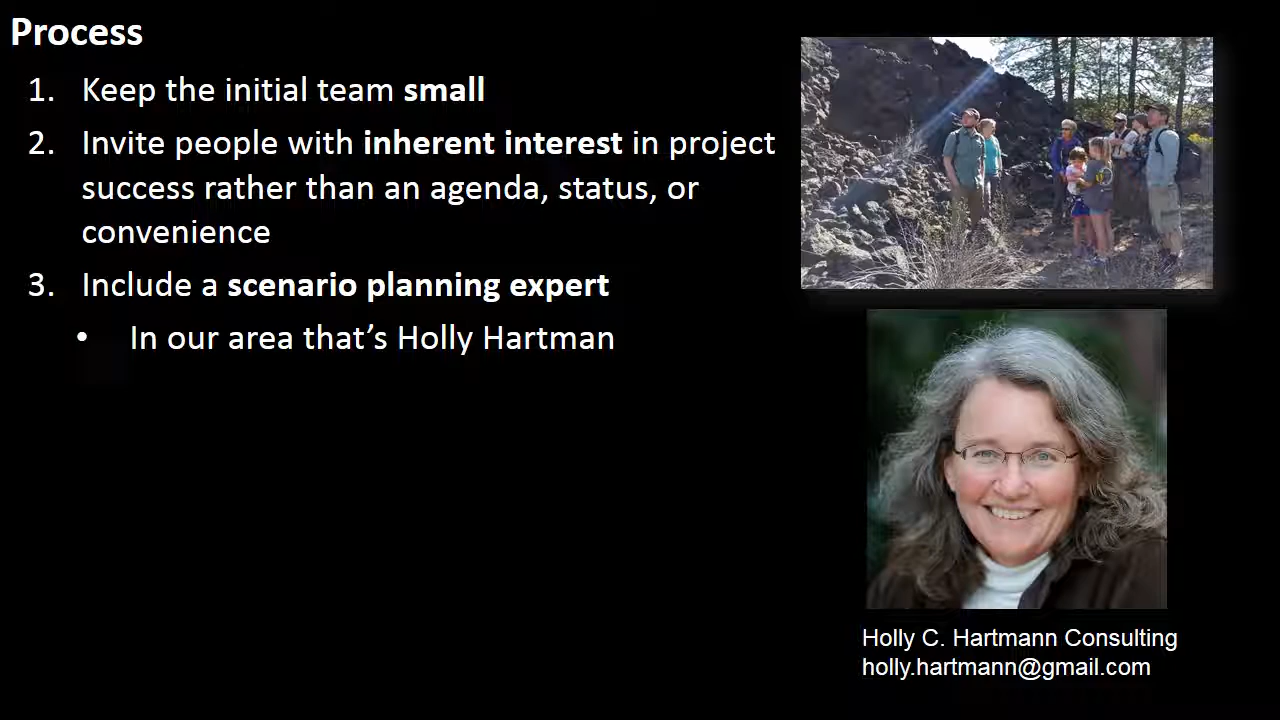 Process
1. Keep the initial team small
2. Invite people with inherent interest in project
success rather than an agenda, status, or
convenience
3. Include a scenario planning expert
• In our area that’s Holly Hartman
Holly C. Hartmann Consulting
holly.hartmann@gmail.com